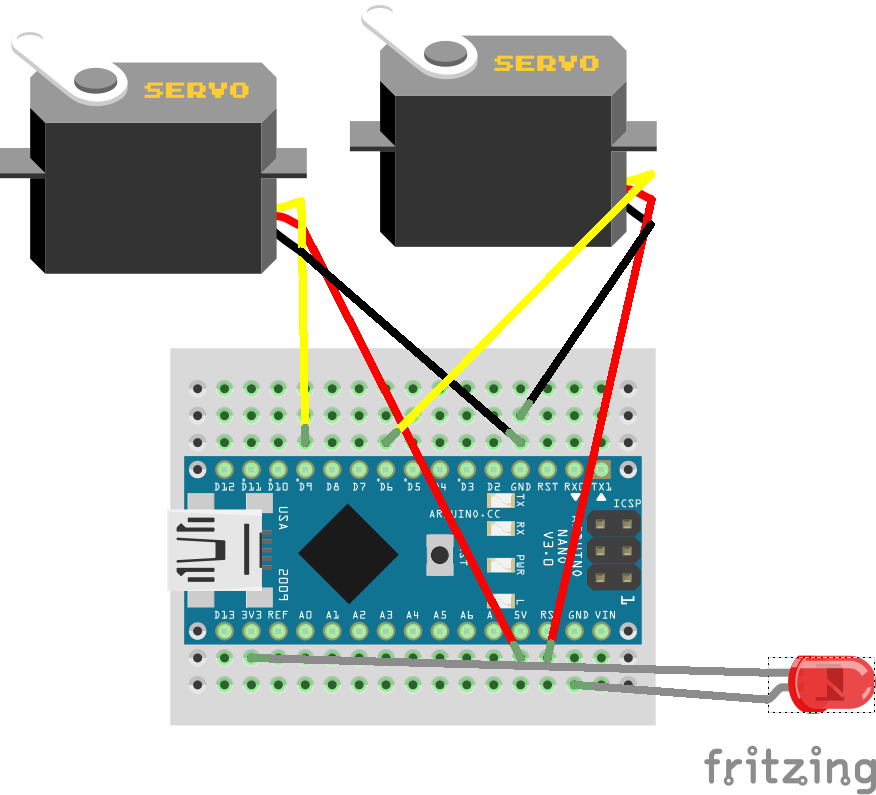 SERVO
SERVO
D12 D11 D10 D9 D8 D7 D6 D5 D4 D3 D2 GND RST RX0 TX1
ICSP
USA
TX
RX
ARDUINO.CC
RST
PWR
L
ARDUINO
NANO
V3.0
2009
1
D13 3V3 REF A0 A1 A2 A3 A4 A5 A6 A7 5V RST GND VIN
fritzing